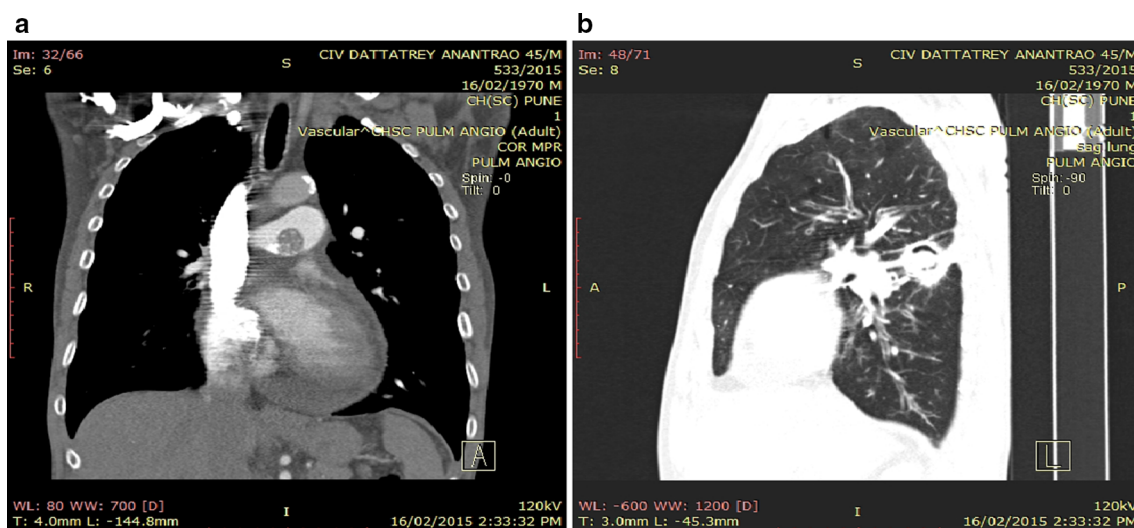 a
Im: 32/66
Se: 6
S
CIV DATTATREY ANANTRAO 45/M
533/2015
16/02/1970 M
CH(SC) PUNE
1
Vascular^CHSC PULM ANGIO (Adult)
COR MPR
PULM ANGIO
Spin: -0
Tilt: 0
R
L
A
WL: 80 WW: 700 [D]
T: 4.0mm L: -144.8mm
I
120kV
16/02/2015 2:33:32 PM
b
Im: 48/71
Se: 8
S
CIV DATTATREY ANANTRAO 45/M
533/2015
16/02/1970 M
CH(SC) PUNE
1
Vascular^CHSC PULM ANGIO (Adult)
sag lung
PULM ANGIO
Spin: -90
Tilt: 0
A
P
L
WL: -600 WW: 1200 [D]
T: 3.0mm L: -45.3mm
I
120kV
16/02/2015 2:33:32 PM